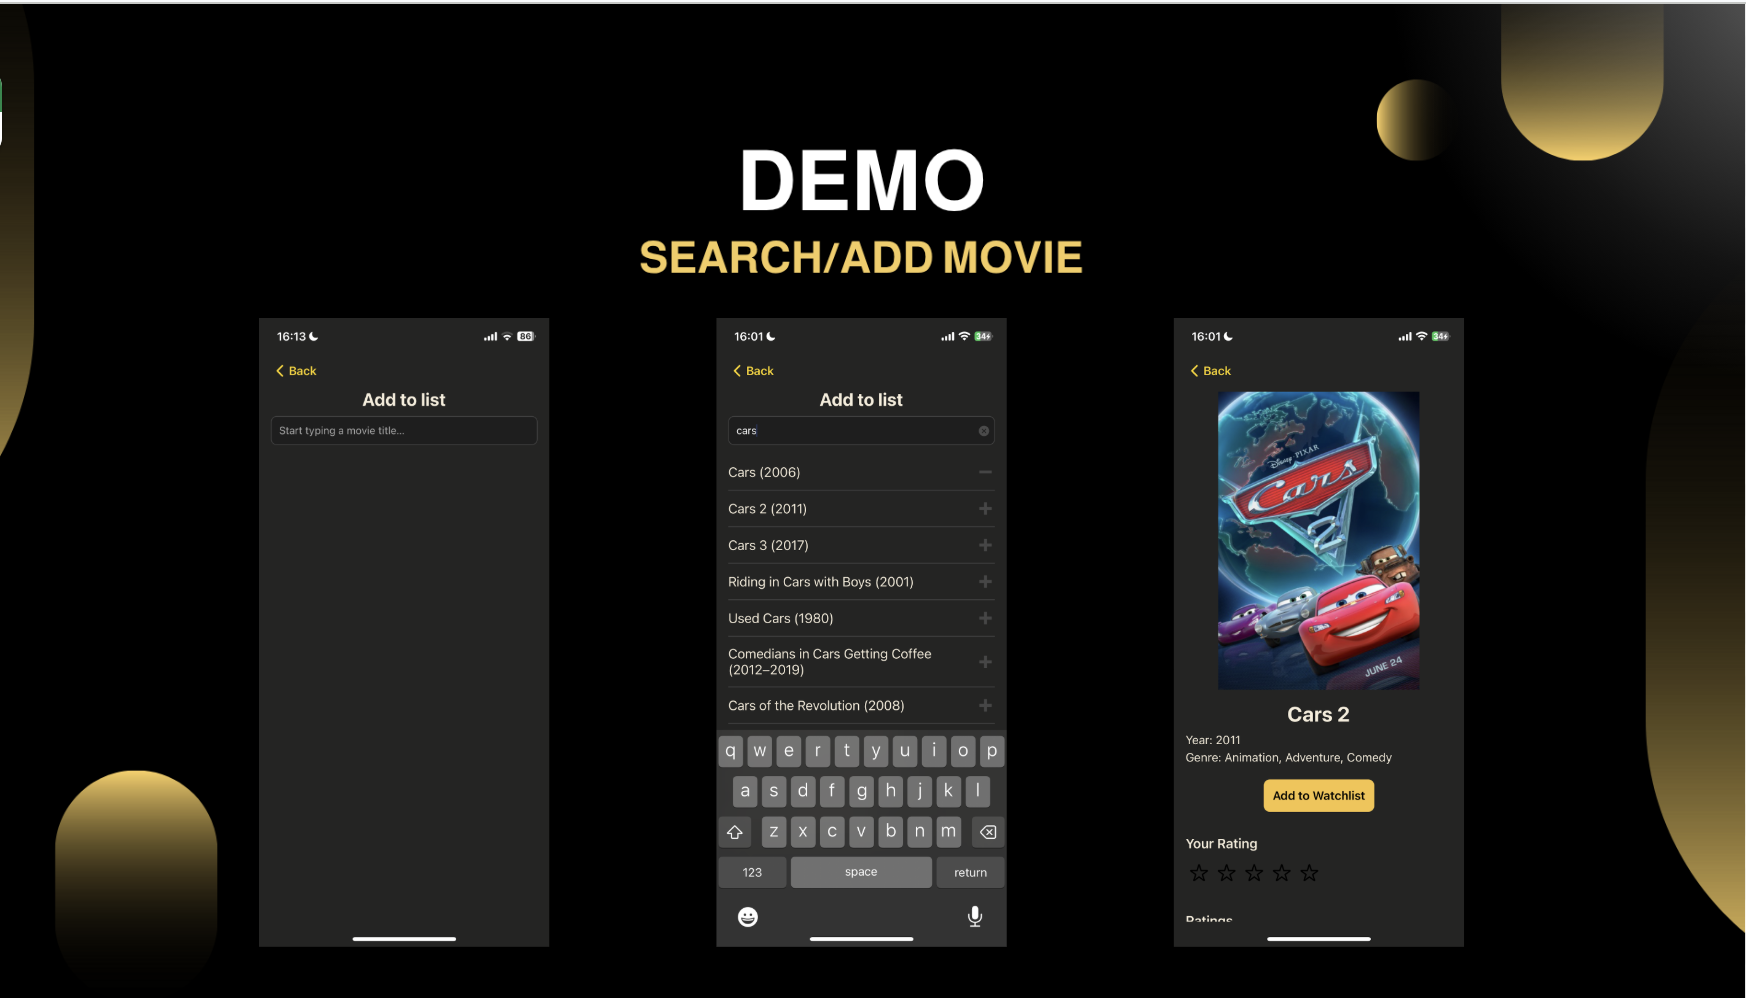 DEMO
SEARCH/ADD MOVIE
16:13
86
Back
Add to list
Start typing a movie title...
16:01
34
Back
Add to list
cars
Cars (2006)
Cars 2 (2011)
Cars 3 (2017)
Riding in Cars with Boys (2001)
Used Cars (1980)
Comedians in Cars Getting Coffee
(2012–2019)
Cars of the Revolution (2008)
q w e r t y u i o p
a s d f g h j k l
z x c v b n m
123 space return
16:01
34
Back
Disney PIXAR
Cars
2
JUNE 24
Cars 2
Year: 2011
Genre: Animation, Adventure, Comedy
Add to Watchlist
Your Rating
Ratings